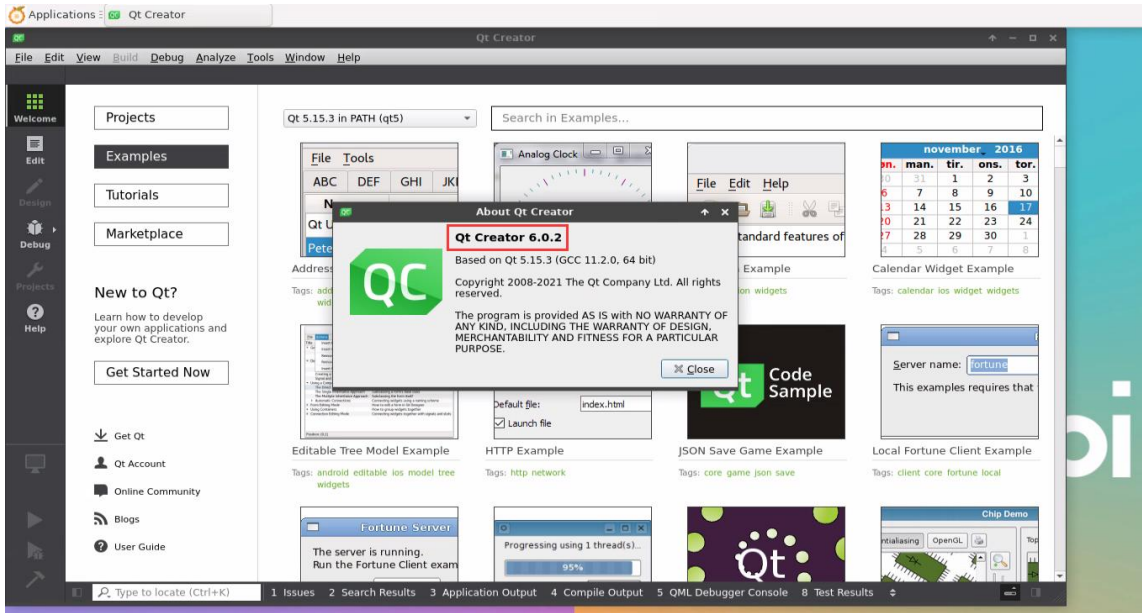 Applications
Qt Creator
Qt Creator
File Edit View Build Debug Analyze Tools Window Help
Welcome
Edit
Design
Debug
Projects
Help
Projects
Examples
Tutorials
Marketplace
New to Qt?
Learn how to develop
your own applications and
explore Qt Creator.
Get Started Now
Get Qt
Qt Account
Online Community
Blogs
User Guide
Qt 5.15.3 in PATH (qt5)
Search in Examples...
File Tools
ABC DEF GHI
Analog Clock
File Edit Help
tandard features of
november 2016
man. tir. ons. tor.
31 1 2 3
7 8 9 10
14 15 16 17
21 22 23 24
28 29 30 1
4 5 6 7 8
About Qt Creator
QC
Qt Creator 6.0.2
Based on Qt 5.15.3 (GCC 11.2.0, 64 bit)
Copyright 2008-2021 The Qt Company Ltd. All rights
reserved.
The program is provided AS IS with NO WARRANTY OF
ANY KIND, INCLUDING THE WARRANTY OF DESIGN,
MERCHANTABILITY AND FITNESS FOR A PARTICULAR
PURPOSE.
Close
Address
Tags:
Example
widgets
Calendar Widget Example
Tags: calendar ios widget widgets
Default file: index.html
Launch file
Qt Code
Sample
Server name: fortune
This examples requires that
Editable Tree Model Example
Tags: android editable ios model tree
widgets
HTTP Example
Tags: http network
JSON Save Game Example
Tags: core game json save
Local Fortune Client Example
Tags: client core fortune local
Fortune Server
The server is running.
Run the Fortune Client exam
Progressing using 1 thread(s)...
95%
Qt
Chip Demo
ntialiasing OpenGL Top
pi
Type to locate (Ctrl+K)
1 Issues 2 Search Results 3 Application Output 4 Compile Output 5 QML Debugger Console 8 Test Results